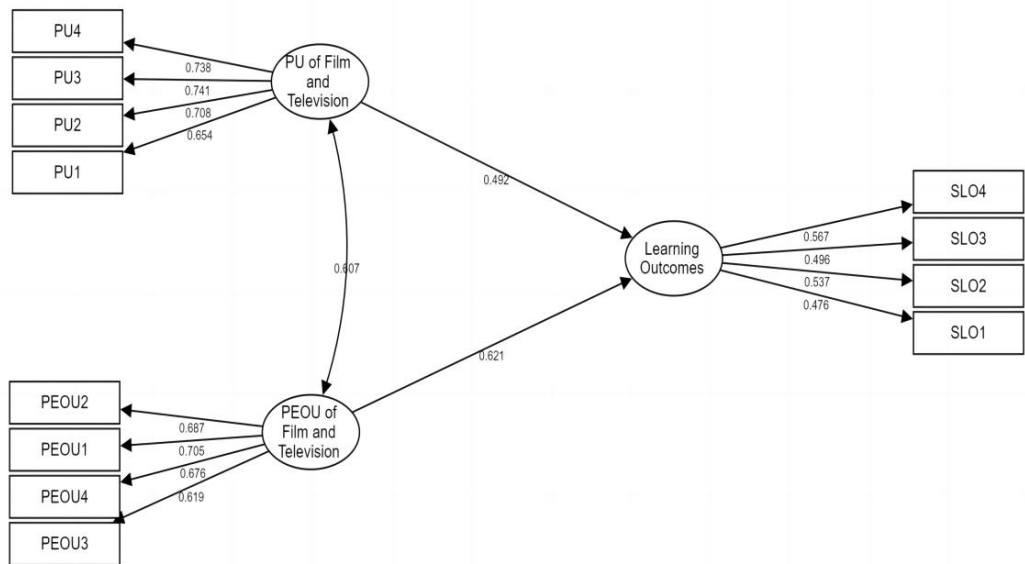 PU4
PU3
PU2
PU1
0.738
0.741
0.708
0.654
PU of Film
and
Television
0.492
0.607
0.621
Learning
Outcomes
0.567
0.496
0.537
0.476
SLO4
SLO3
SLO2
SLO1
PEOU2
PEOU1
PEOU4
PEOU3
0.687
0.705
0.676
0.619
PEOU of
Film and
Television